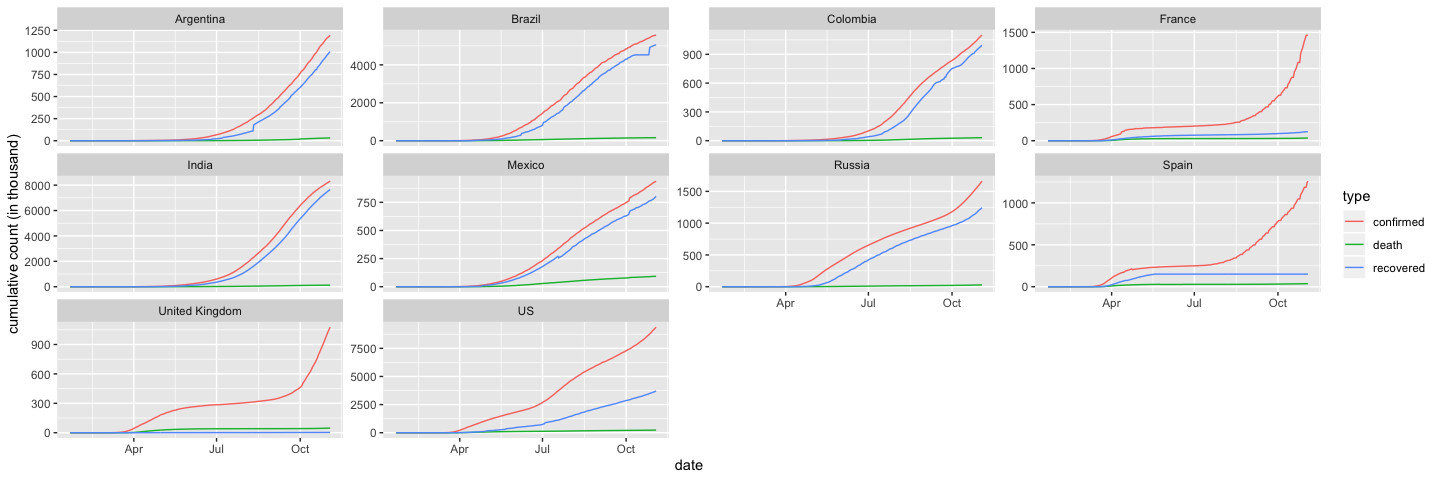 Argentina
Brazil
Colombia
France
1250
1000
750
500
250
0
4000
2000
0
900
600
300
0
1500
1000
500
0
India
Mexico
Russia
Spain
8000
6000
4000
2000
0
750
500
250
0
1500
1000
500
0
1000
500
0
Apr
Jul
Oct
Apr
Jul
Oct
United Kingdom
US
900
600
300
0
7500
5000
2500
0
Apr
Jul
Oct
Apr
Jul
Oct
date
cumulative count (in thousand)
type
confirmed
death
recovered